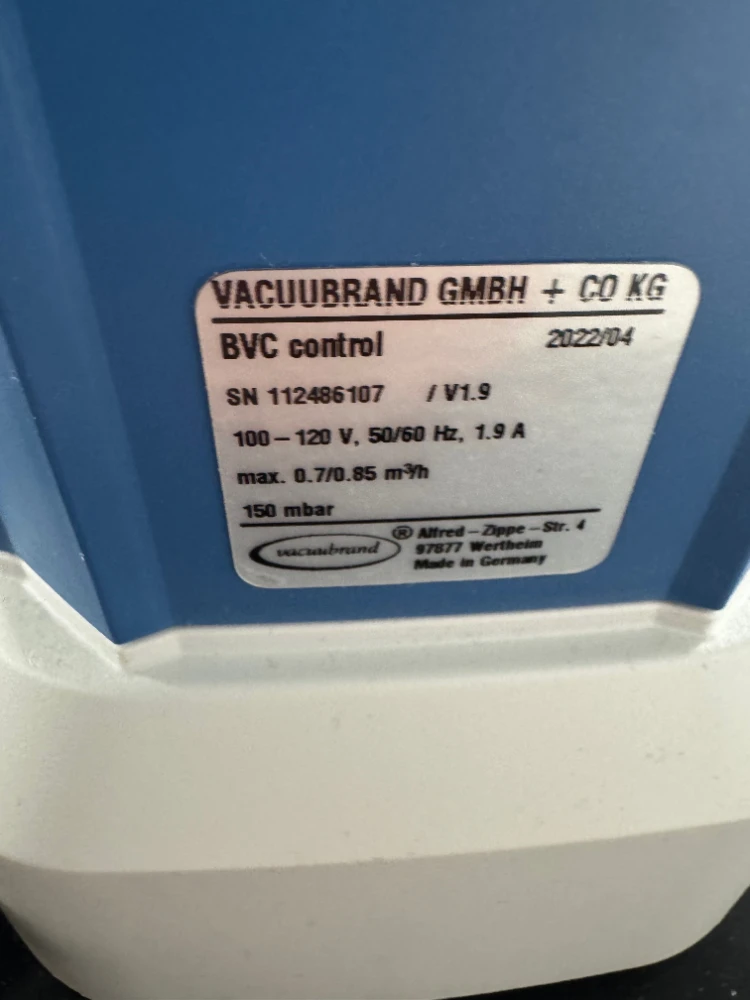 VACUUBRAND GMBH + CO KG
BVC control 2022/04
SN 112486107 / V1.9
100-120 V, 50/60 Hz, 1.9 A
max. 0.7/0.85 m³/h
150 mbar
vacuubrand ® Alfred-Zippe-Str. 4
97877 Wertheim
Made in Germany